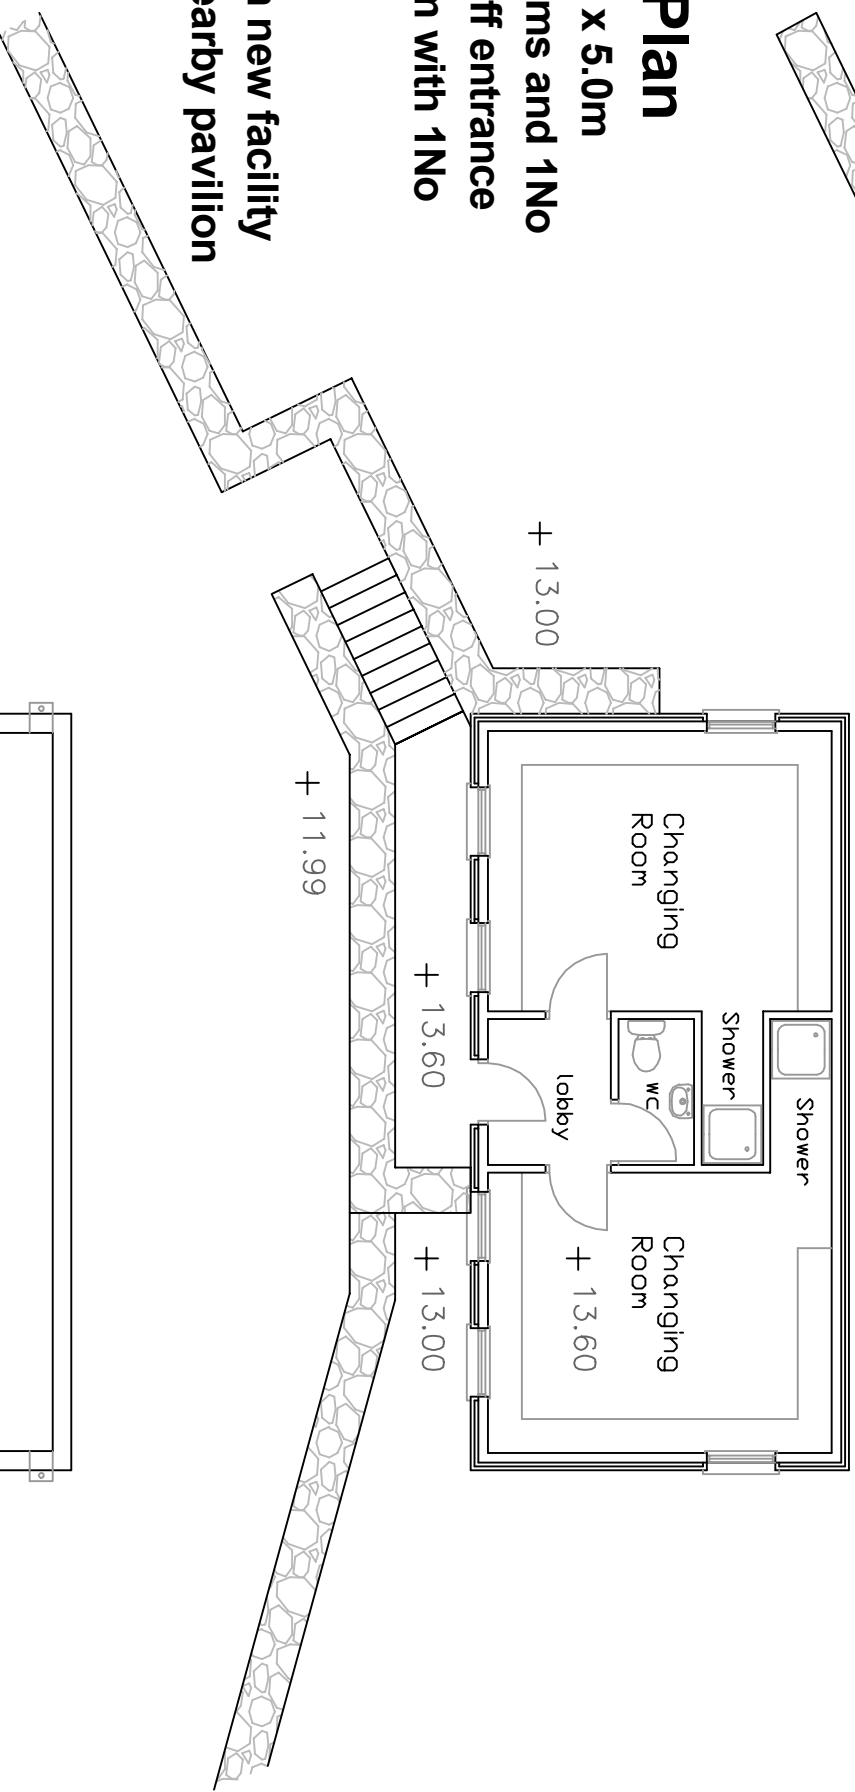 Plan
x 5.0m
ms and 1No
ff entrance
m with 1No
new facility
earby pavilion
+ 13.00
Changing
Room
Shower
Shower
wc
lobby
+ 13.60
+ 11.99
Changing
Room
+ 13.60
+ 13.00